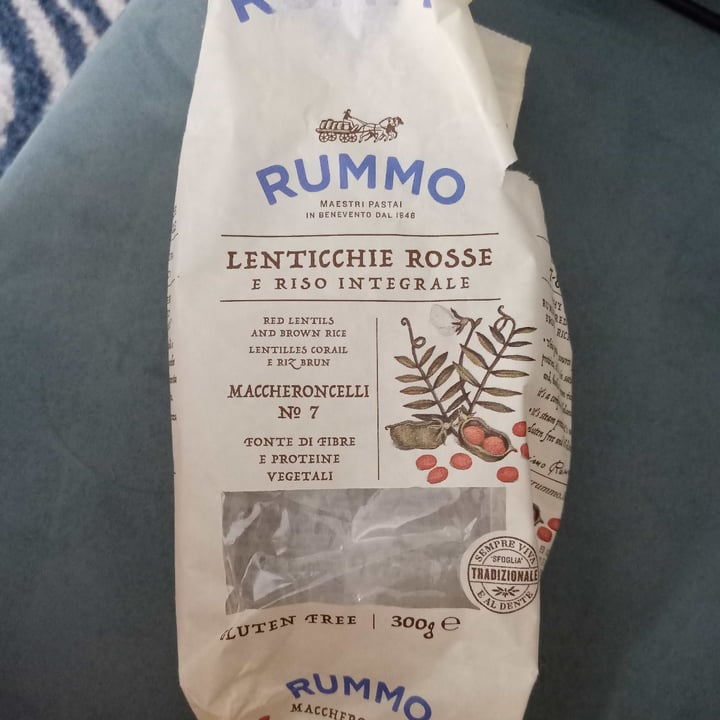 RUMMO
MAESTRI PASTAI
IN BENEVENTO DAL 1846
LENTICCHIE ROSSE
E RISO INTEGRALE
RED LENTILS
AND BROWN RICE
LENTILLES CORAIL
E RIZ BRUN
MACCHERONCELLI
Nº 7
FONTE DI FIBRE
E PROTEINE
VEGETALI
SEMPRE VIVA
"SFOGLIA"
TRADIZIONALE
E AL DENTE
GLUTEN FREE | 300g ℮
RUMMO